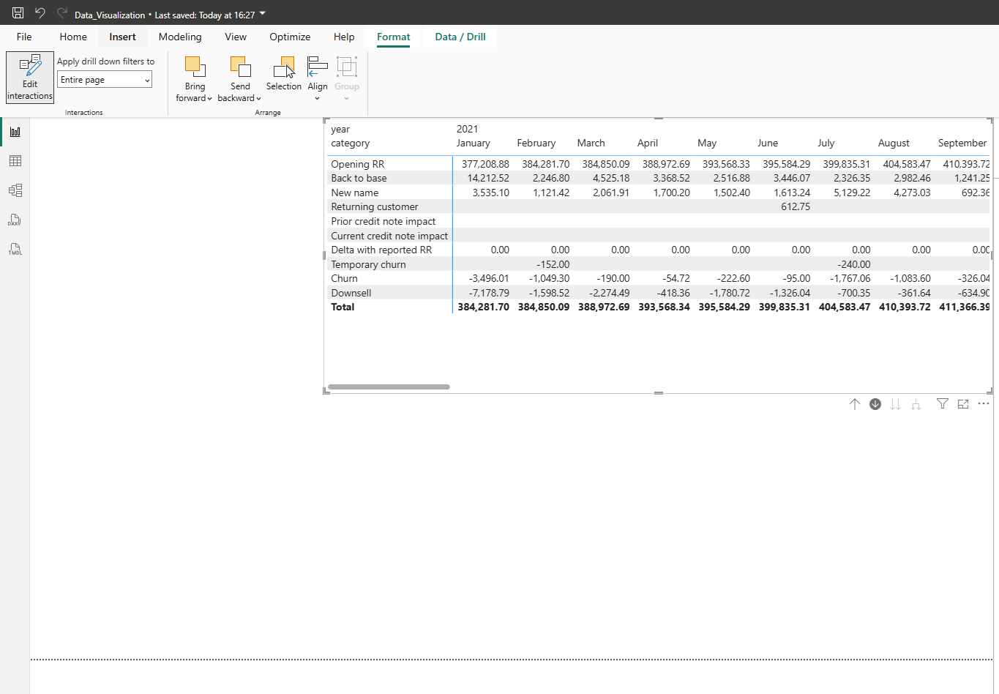 Data_Visualization • Last saved: Today at 16:27
File Home Insert Modeling View Optimize Help Format Data / Drill
Edit interactions
Apply drill down filters to
Entire page
Interactions
Bring forward
Send backward
Selection
Align
Group
Arrange
DAX
TMDL
year 2021
category January February March April May June July August September
Opening RR 377,208.88 384,281.70 384,850.09 388,972.69 393,568.33 395,584.29 399,835.31 404,583.47 410,393.72
Back to base 14,212.52 2,246.80 4,525.18 3,368.52 2,516.88 3,446.07 2,326.35 2,982.46 1,241.25
New name 3,535.10 1,121.42 2,061.91 1,700.20 1,502.40 1,613.24 5,129.22 4,273.03 692.36
Returning customer 612.75
Prior credit note impact
Current credit note impact
Delta with reported RR 0.00 0.00 0.00 0.00 0.00 0.00 0.00 0.00 0.00
Temporary churn -152.00 -240.00
Churn -3,496.01 -1,049.30 -190.00 -54.72 -222.60 -95.00 -1,767.06 -1,083.60 -326.04
Downsell -7,178.79 -1,598.52 -2,274.49 -418.36 -1,780.72 -1,326.04 -700.35 -361.64 -634.90
Total 384,281.70 384,850.09 388,972.69 393,568.34 395,584.29 399,835.31 404,583.47 410,393.72 411,366.39